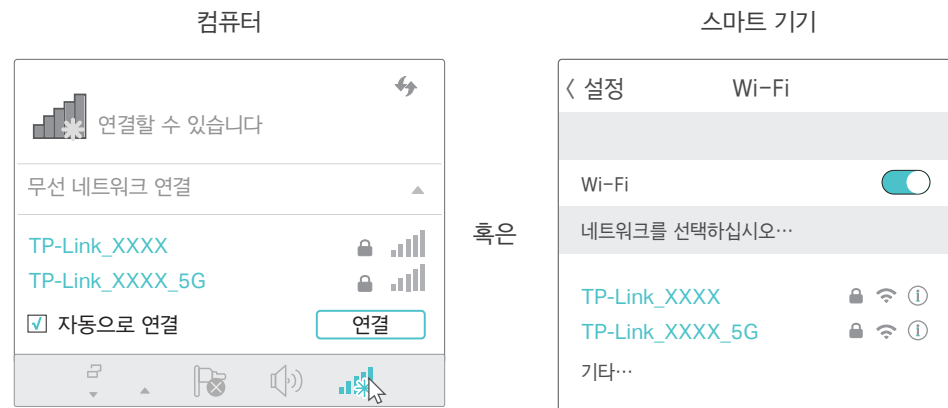 컴퓨터
연결할 수 있습니다
무선 네트워크 연결
TP-Link_XXXX
TP-Link_XXXX_5G
자동으로 연결
연결
혹은
스마트 기기
〈 설정
Wi-Fi
Wi-Fi
네트워크를 선택하십시오…
TP-Link_XXXX
TP-Link_XXXX_5G
기타…